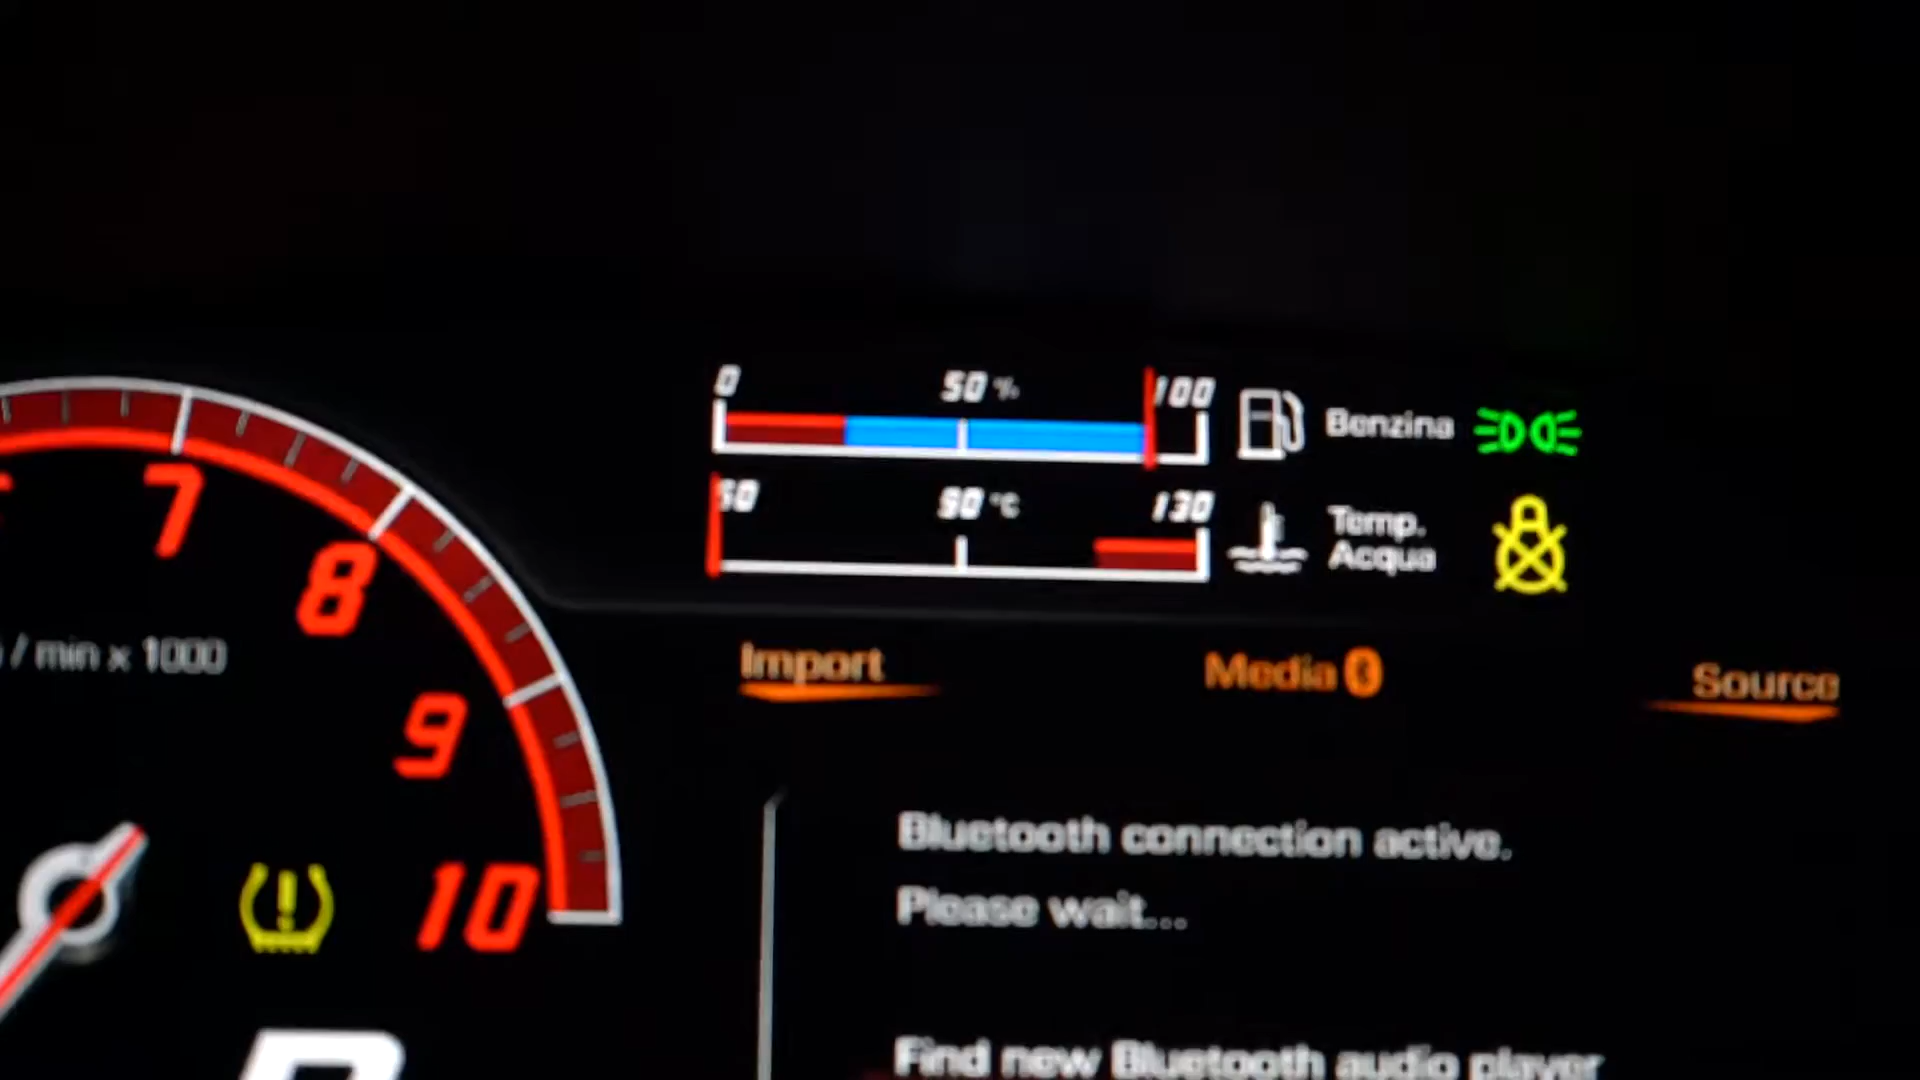 0 50 % 100
Benzina
50 90 °C 130
Temp.
Acqua
7
8
/ min x 1000
9
10
Import Media Source
Bluetooth connection active.
Please wait...
Find new Bluetooth audio player